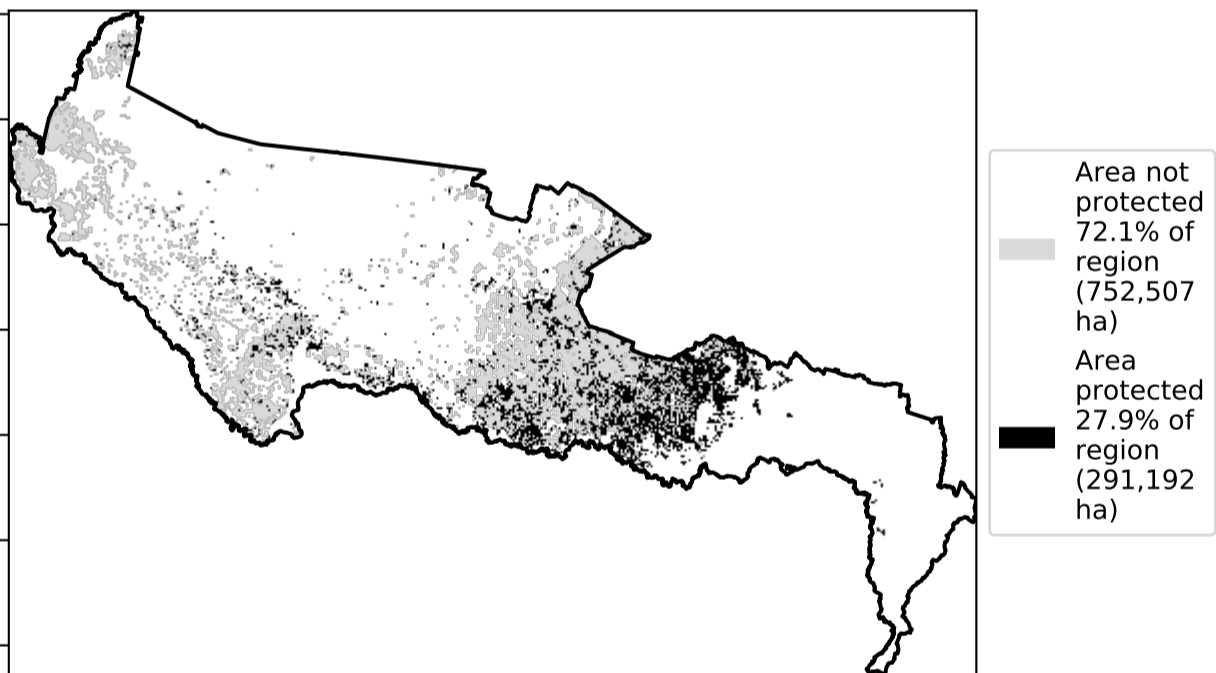 Area not
protected
72.1% of
region
(752,507
ha)
Area
protected
27.9% of
region
(291,192
ha)